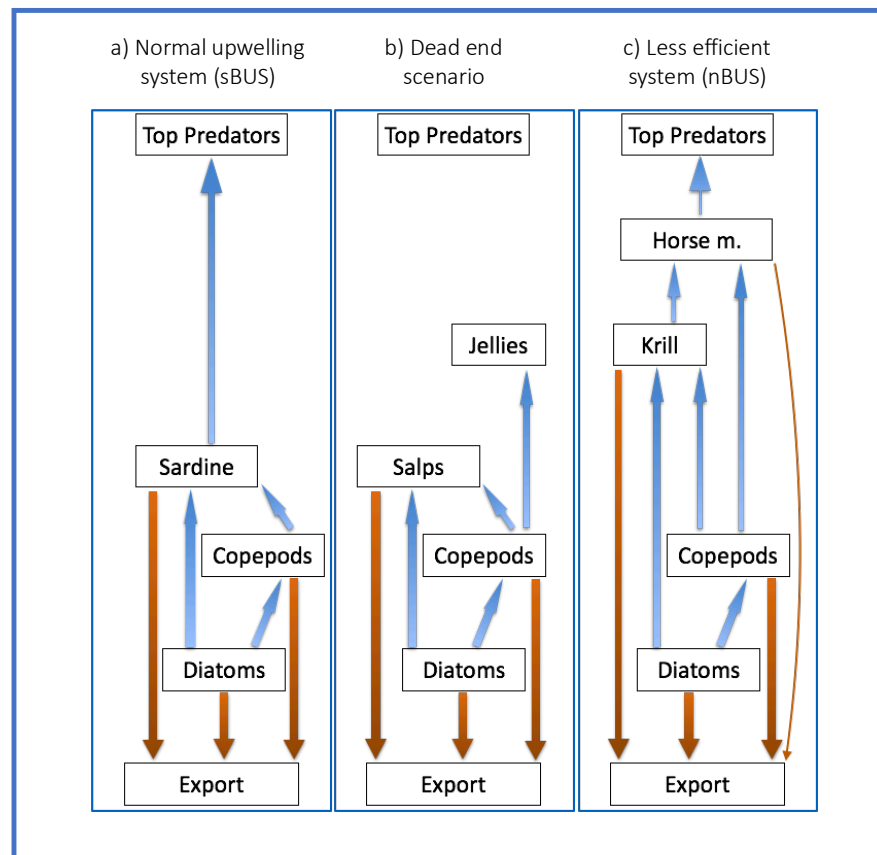 a) Normal upwelling
system (sBUS)
Top Predators
Sardine
Copepods
Diatoms
Export
b) Dead end
scenario
Top Predators
Jellies
Salps
Copepods
Diatoms
Export
c) Less efficient
system (nBUS)
Top Predators
Horse m.
Krill
Copepods
Diatoms
Export